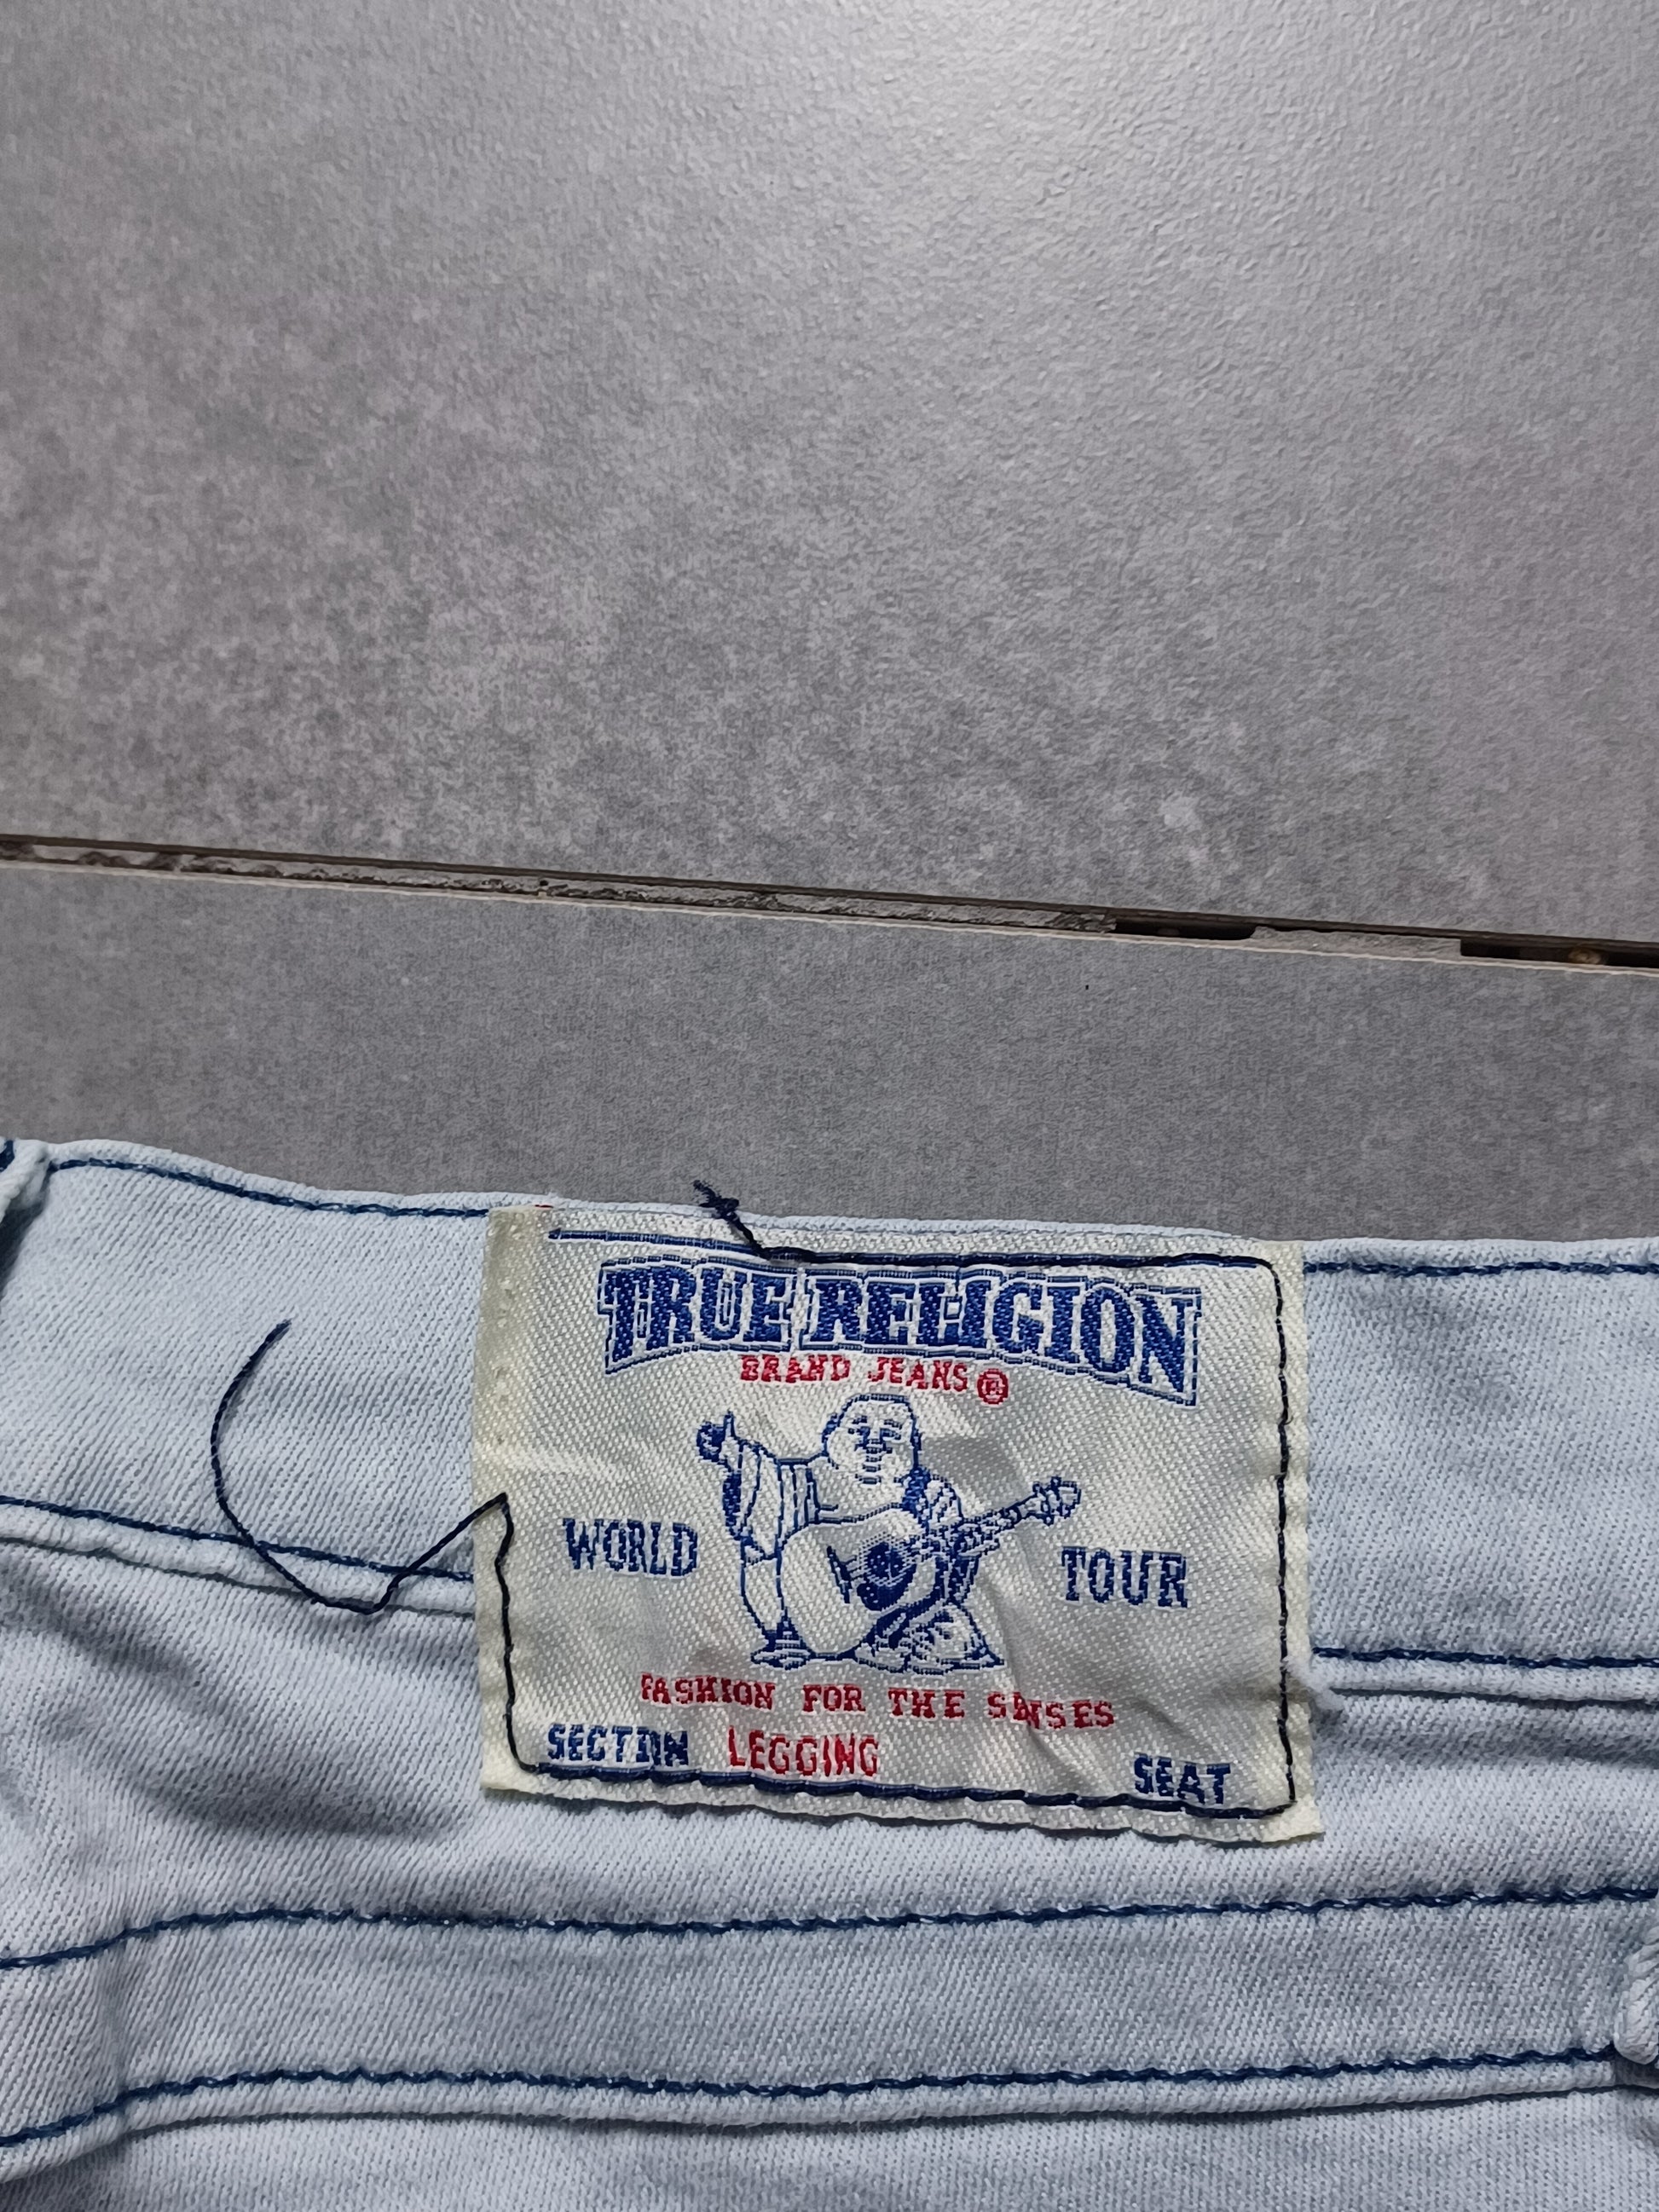 TRUE RELIGION
BRAND JEANS ®
WORLD TOUR
FASHION FOR THE SENSES
SECTION LEGGING SEAT